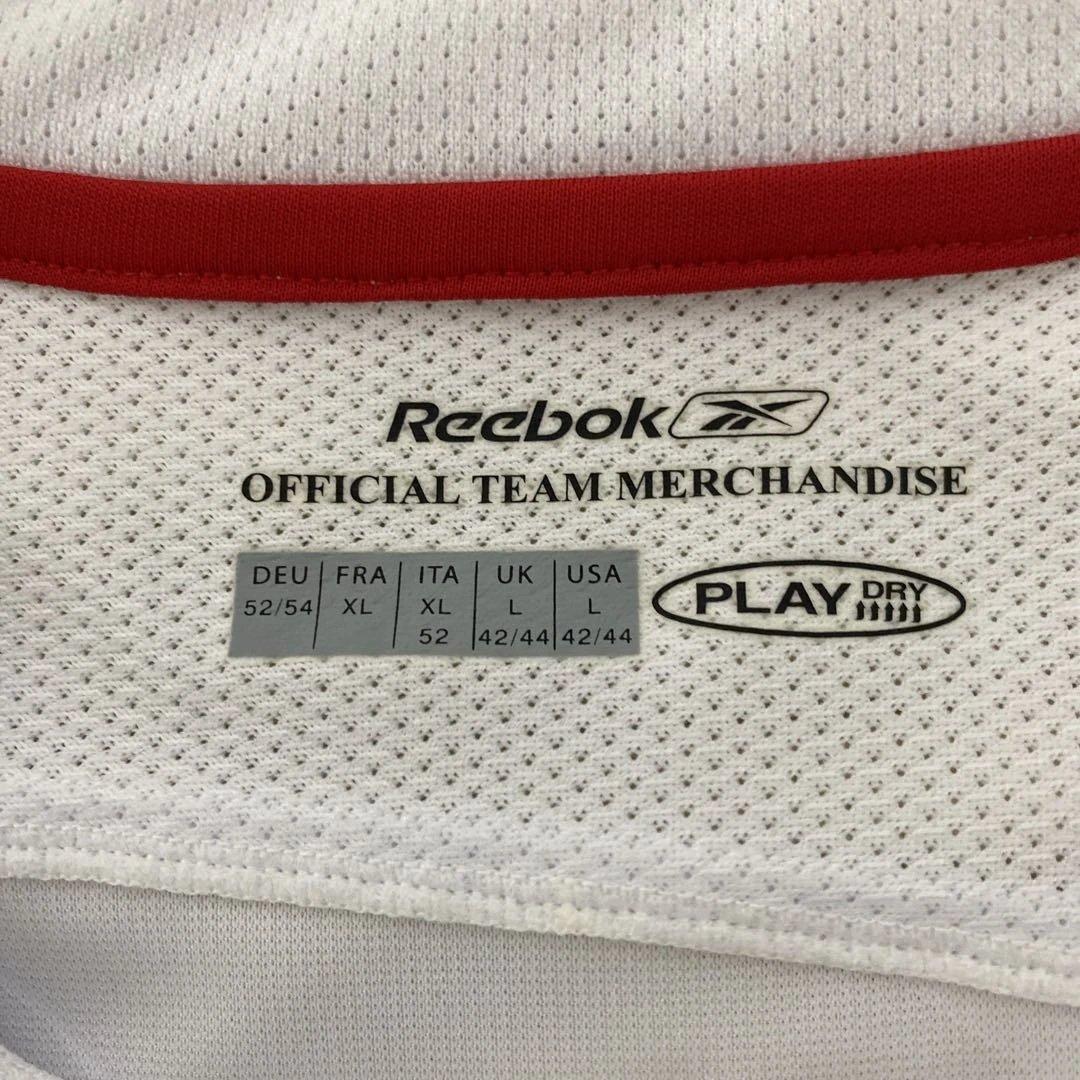 Reebok
OFFICIAL TEAM MERCHANDISE
DEU FRA ITA UK USA
52/54 XL XL L L
52 42/44 42/44
PLAY DRY